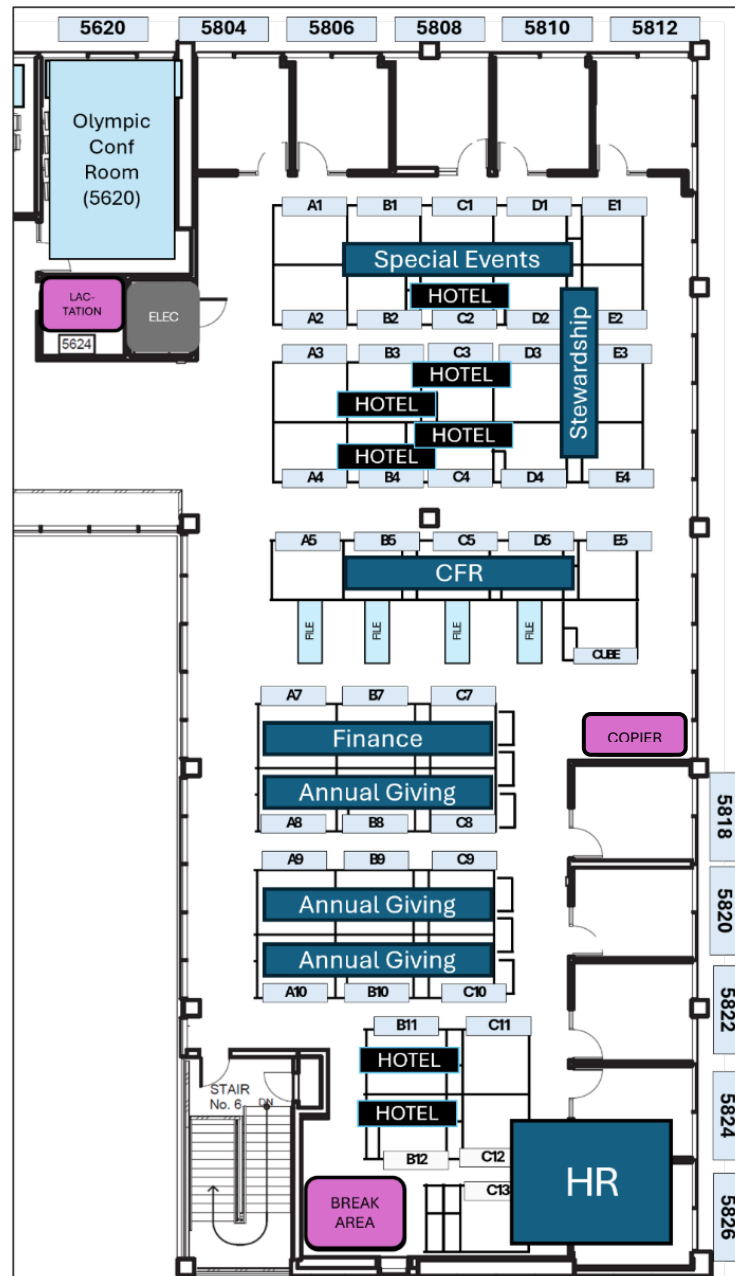 5620 5804 5806 5808 5810 5812
Olympic
Conf
Room
(5620)
LAC-
TATION
ELEC
5624
A1 B1 C1 D1 E1
Special Events
HOTEL
Stewardship
A2 B2 C2 D2 E2
A3 B3 C3 D3 E3
HOTEL
HOTEL
HOTEL
HOTEL
A4 B4 C4 D4 E4
A5 B5 C5 D5 E5
CFR
FILE FILE FILE FILE
CUBE
A7 B7 C7
Finance
COPIER
Annual Giving
A8 B8 C8
5818
A9 B9 C9
5820
Annual Giving
Annual Giving
A10 B10 C10
5822
B11 C11
HOTEL
STAIR
No. 6
DN
HOTEL
5824
B12 C12
C13
HR
BREAK
AREA
5826